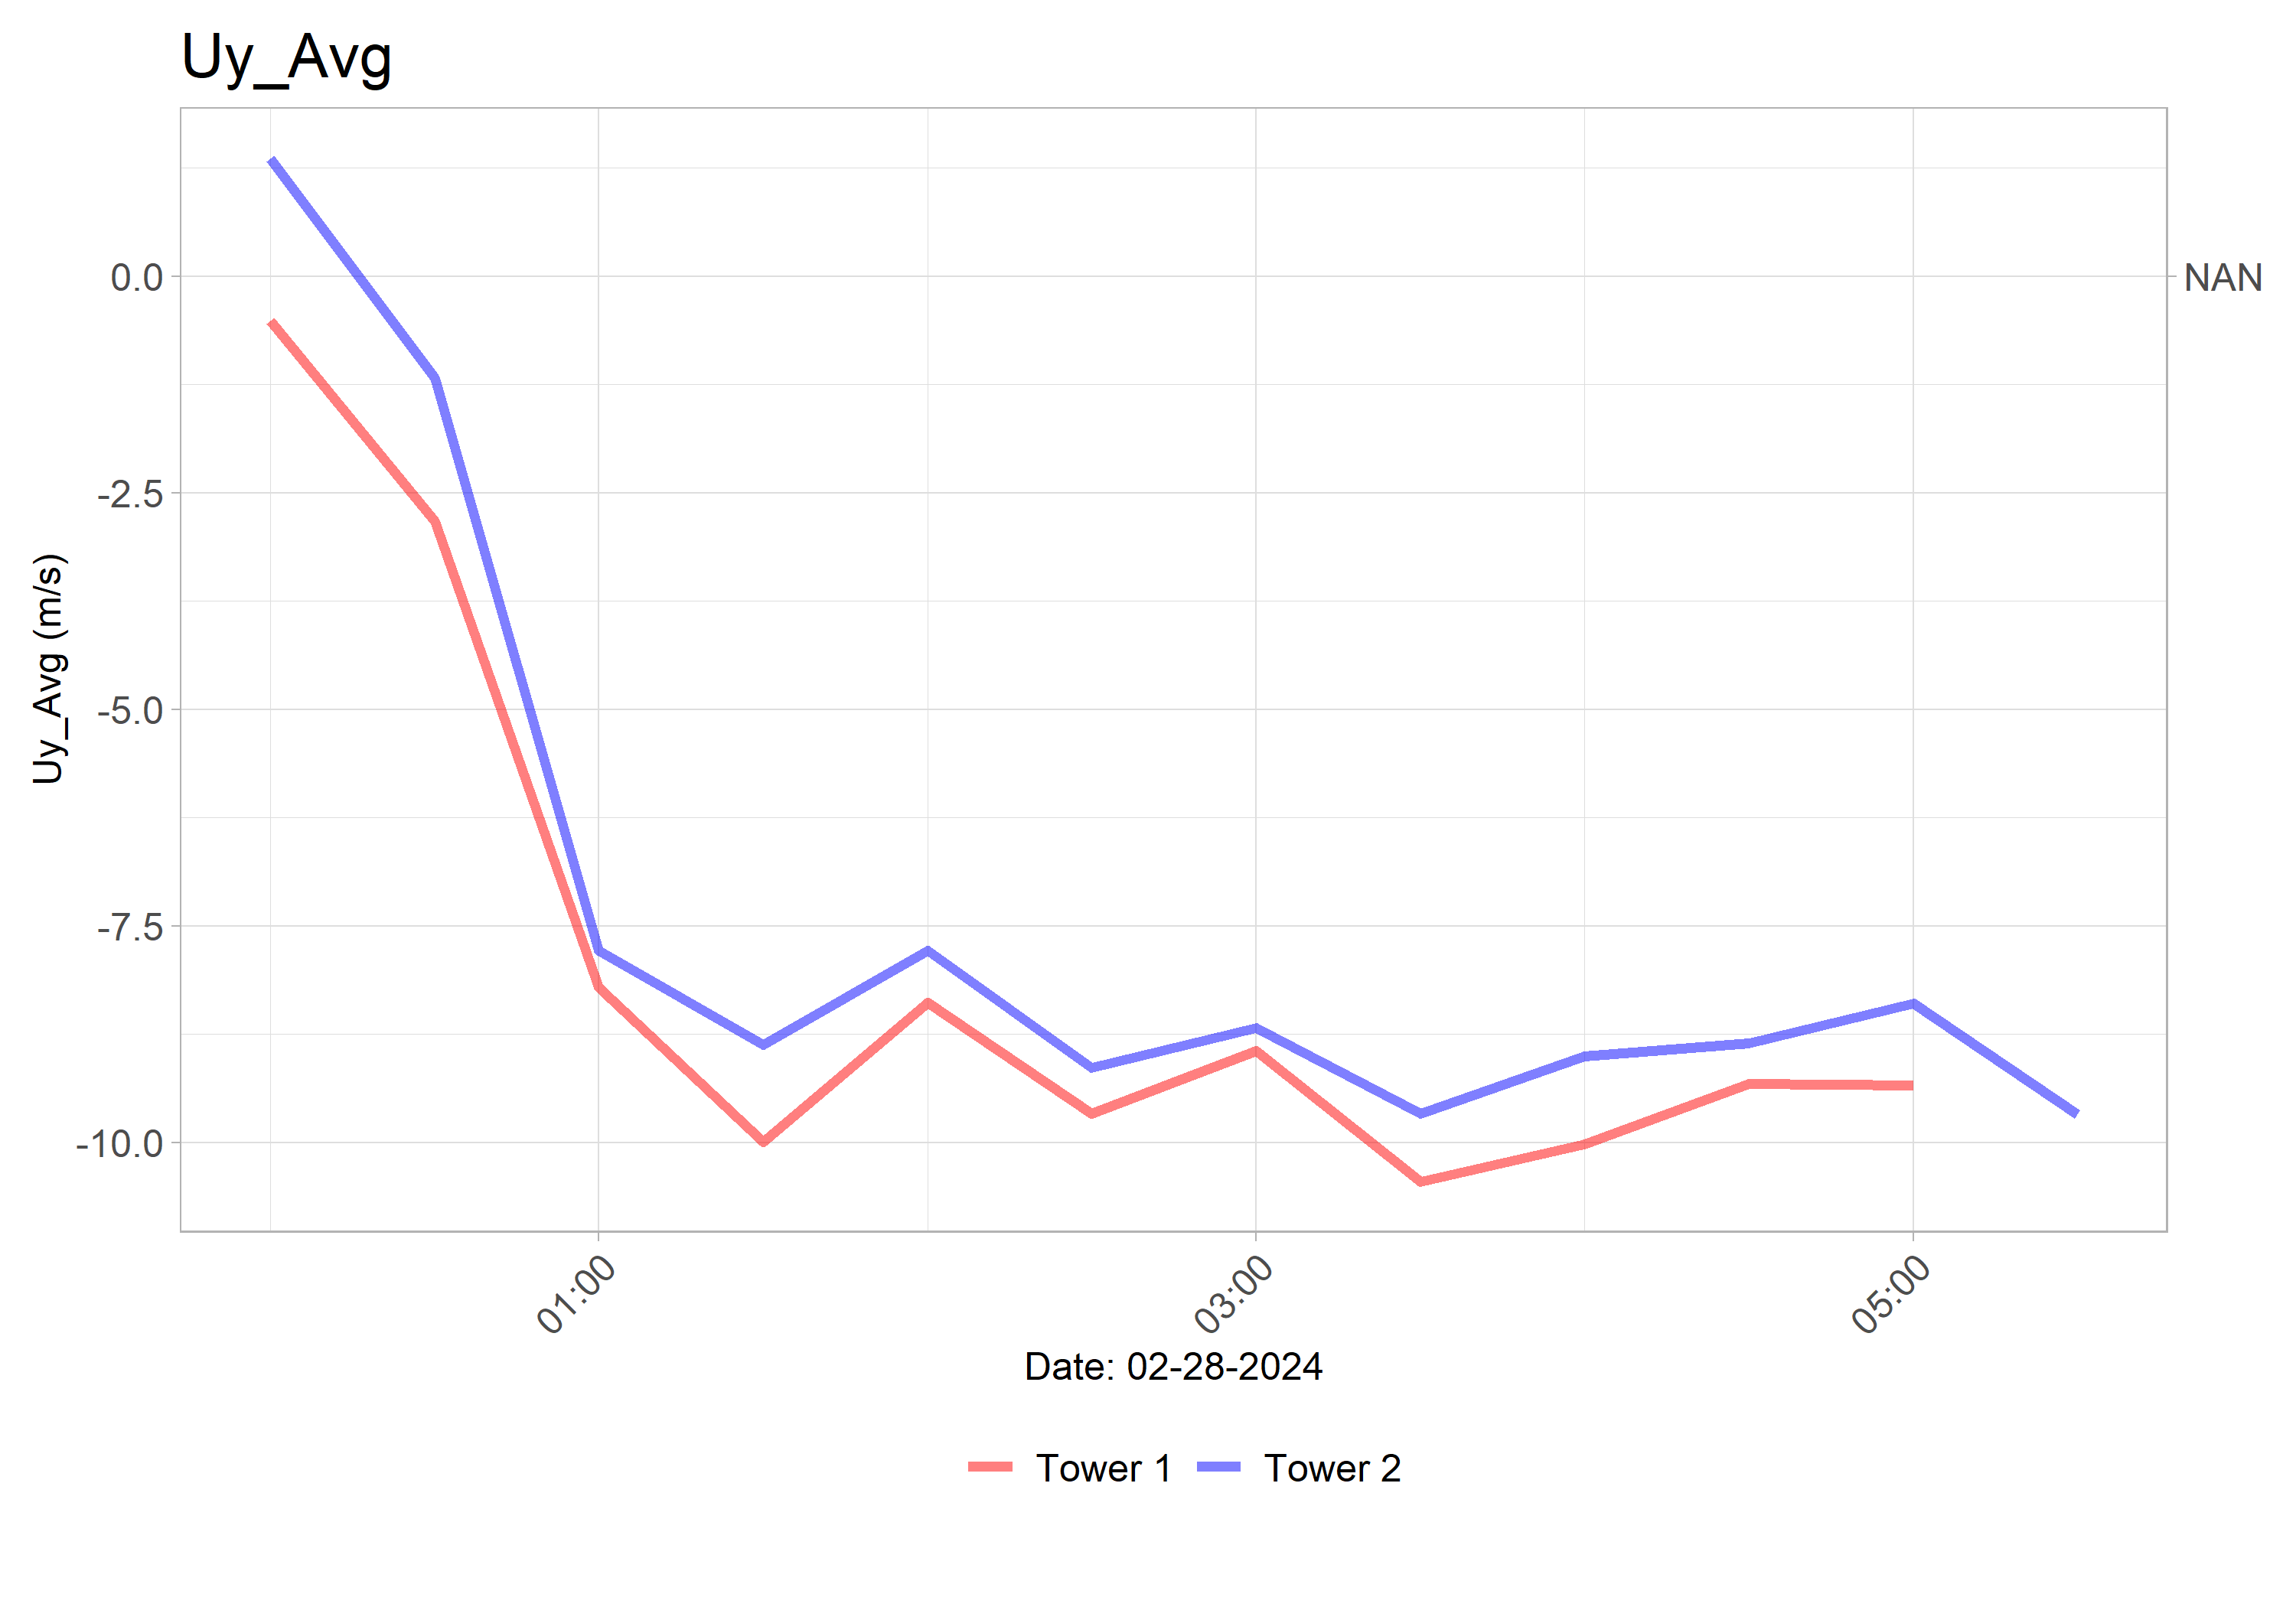 Uy_Avg
0.0
NAN
-2.5
-5.0
-7.5
-10.0
Uy_Avg (m/s)
01:00
03:00
05:00
Date: 02-28-2024
Tower 1
Tower 2